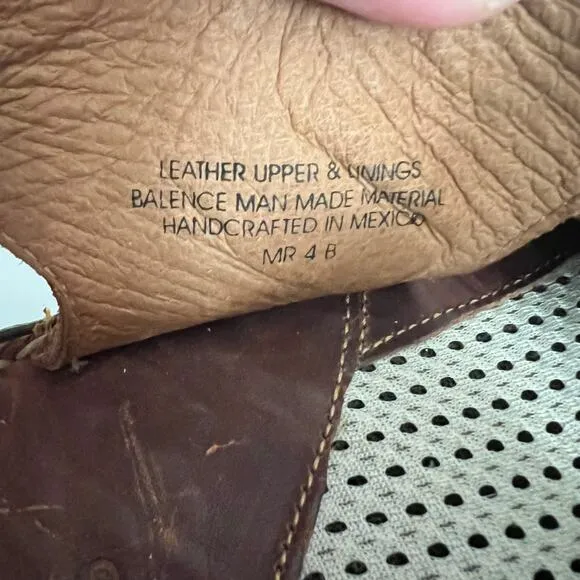 LEATHER UPPER & LININGS
BALENCE MAN MADE MATERIAL
HANDCRAFTED IN MEXICO
MR 4 B